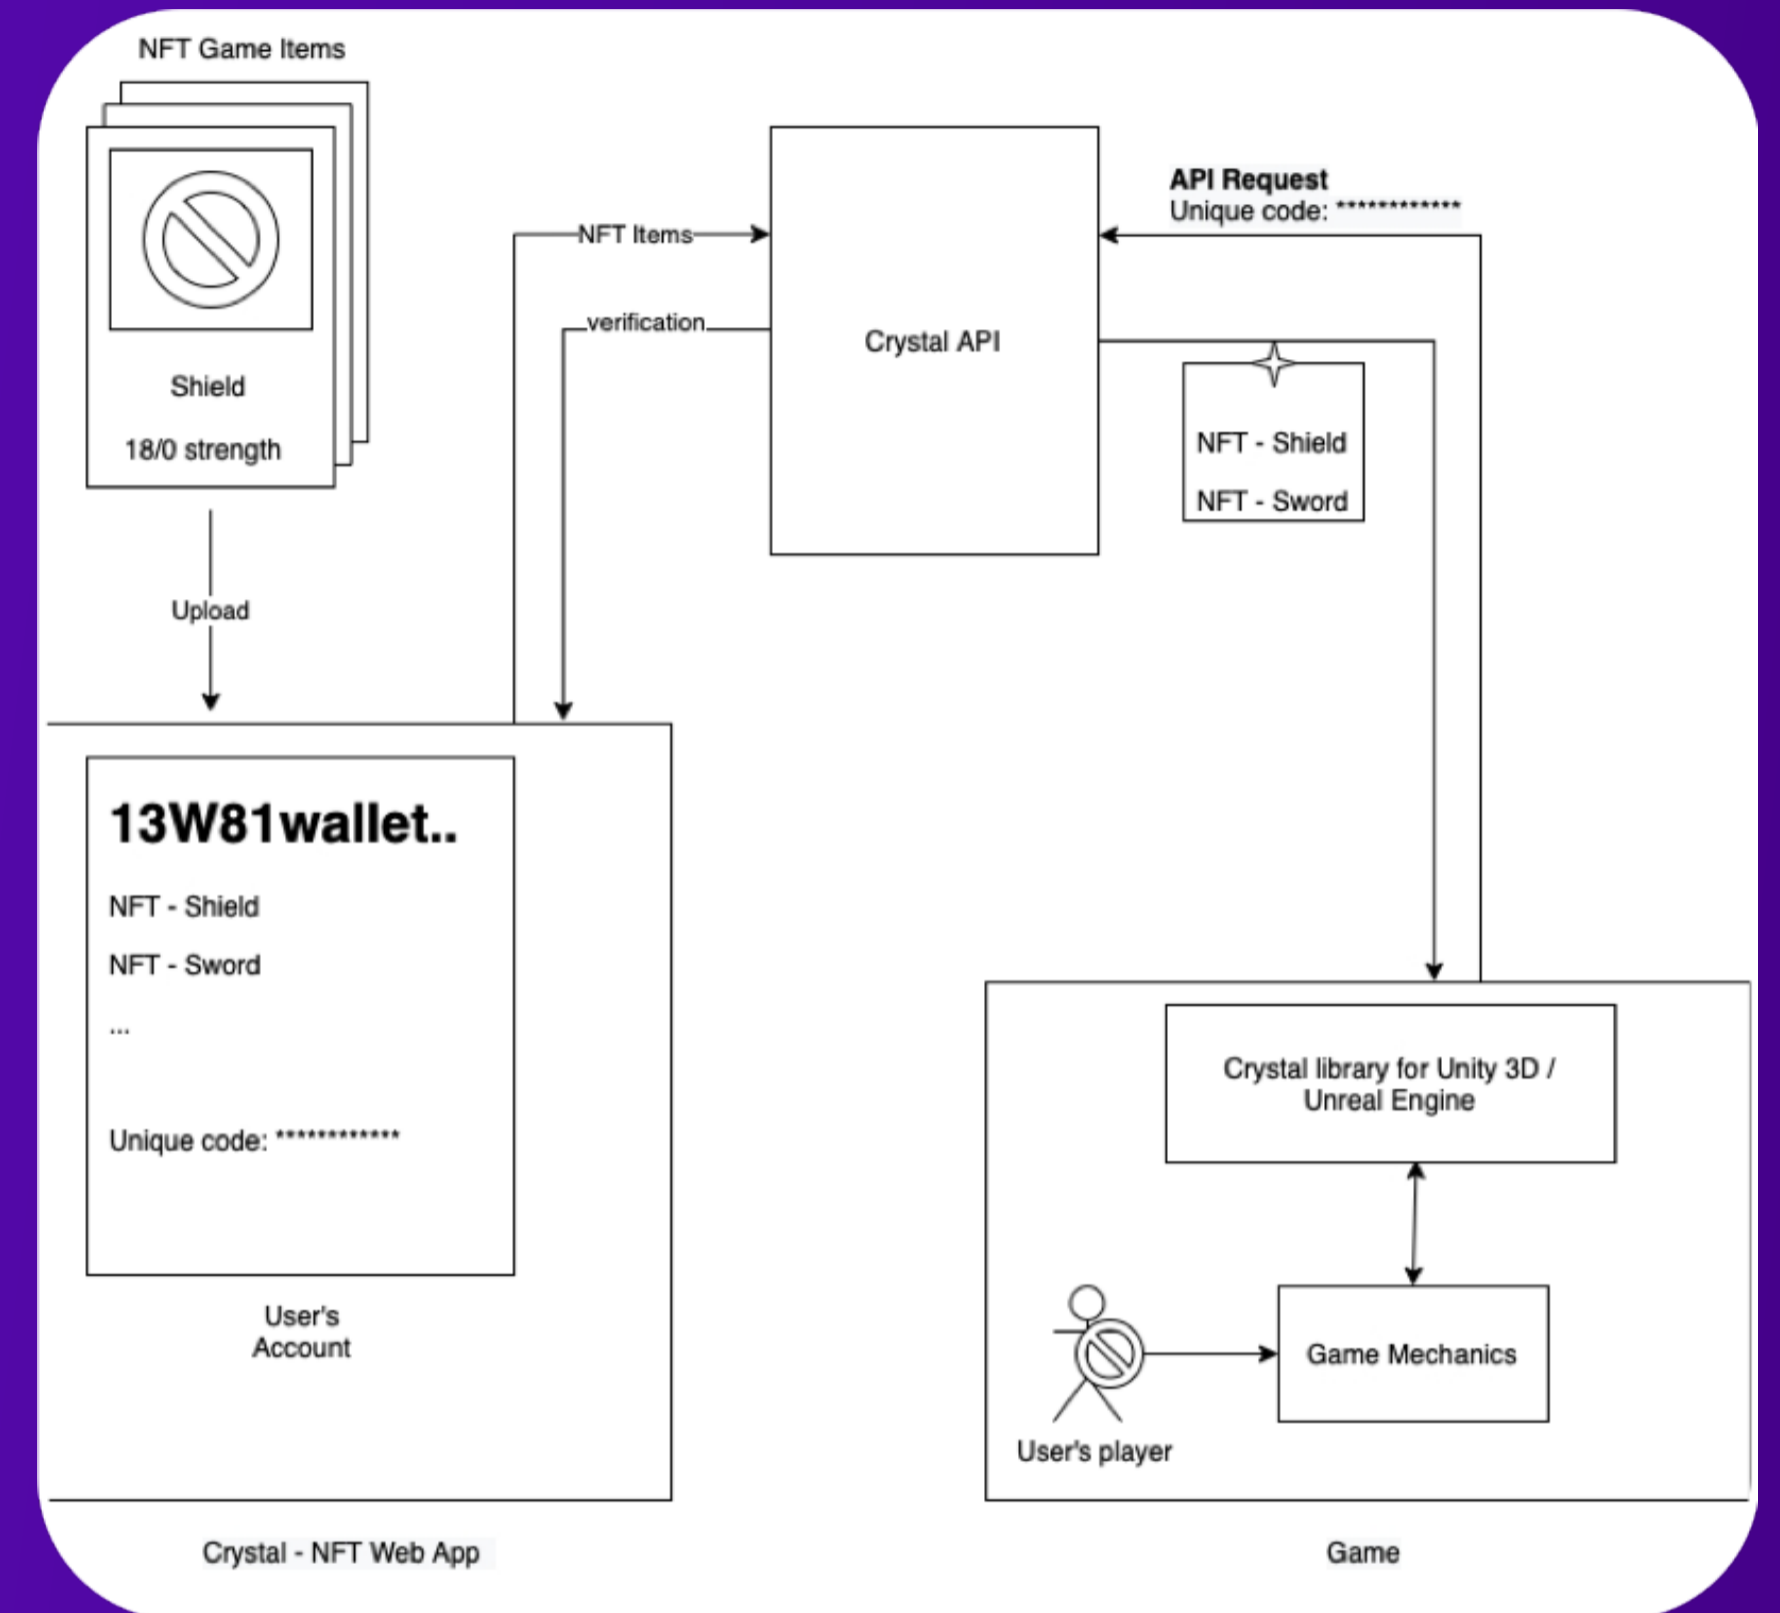 NFT Game Items
Shield
18/0 strength
Upload
NFT Items
verification
Crystal API
API Request
Unique code: ************
NFT - Shield
NFT - Sword
13W81wallet..
NFT - Shield
NFT - Sword
...
Unique code: ************
User's
Account
Crystal - NFT Web App
Crystal library for Unity 3D /
Unreal Engine
Game Mechanics
User's player
Game